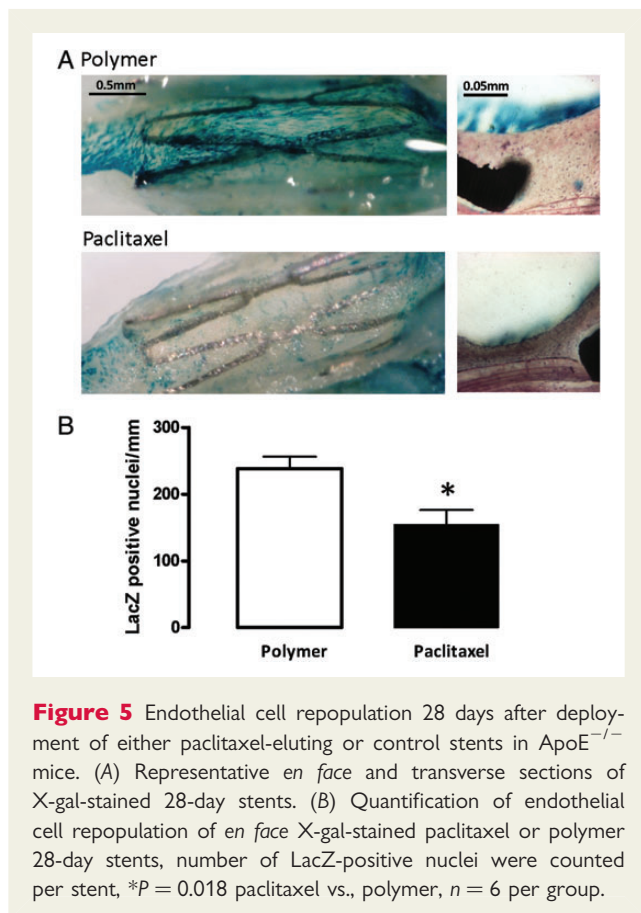 A Polymer
0.5mm
0.05mm
Paclitaxel
B
300
200
100
0
LacZ positive nuclei/mm
*
Polymer
Paclitaxel
Figure 5 Endothelial cell repopulation 28 days after deploy-
ment of either paclitaxel-eluting or control stents in ApoE−/−
mice. (A) Representative en face and transverse sections of
X-gal-stained 28-day stents. (B) Quantification of endothelial
cell repopulation of en face X-gal-stained paclitaxel or polymer
28-day stents, number of LacZ-positive nuclei were counted
per stent, *P = 0.018 paclitaxel vs., polymer, n = 6 per group.